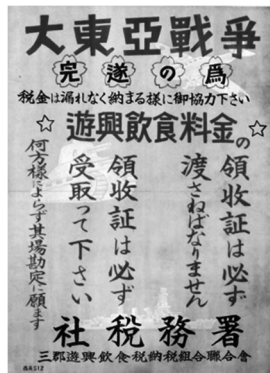 大東亞戰爭
完遂の爲
税金は漏れなく納まる様に御協力下さい
☆遊興飲食料金の☆
領收証は必ず
渡さねばなりません
領收証は必ず
受取って下さい
何方様によらず其場勘定に願ます
社税務署
三郡遊興飲食税納税組合聯合會